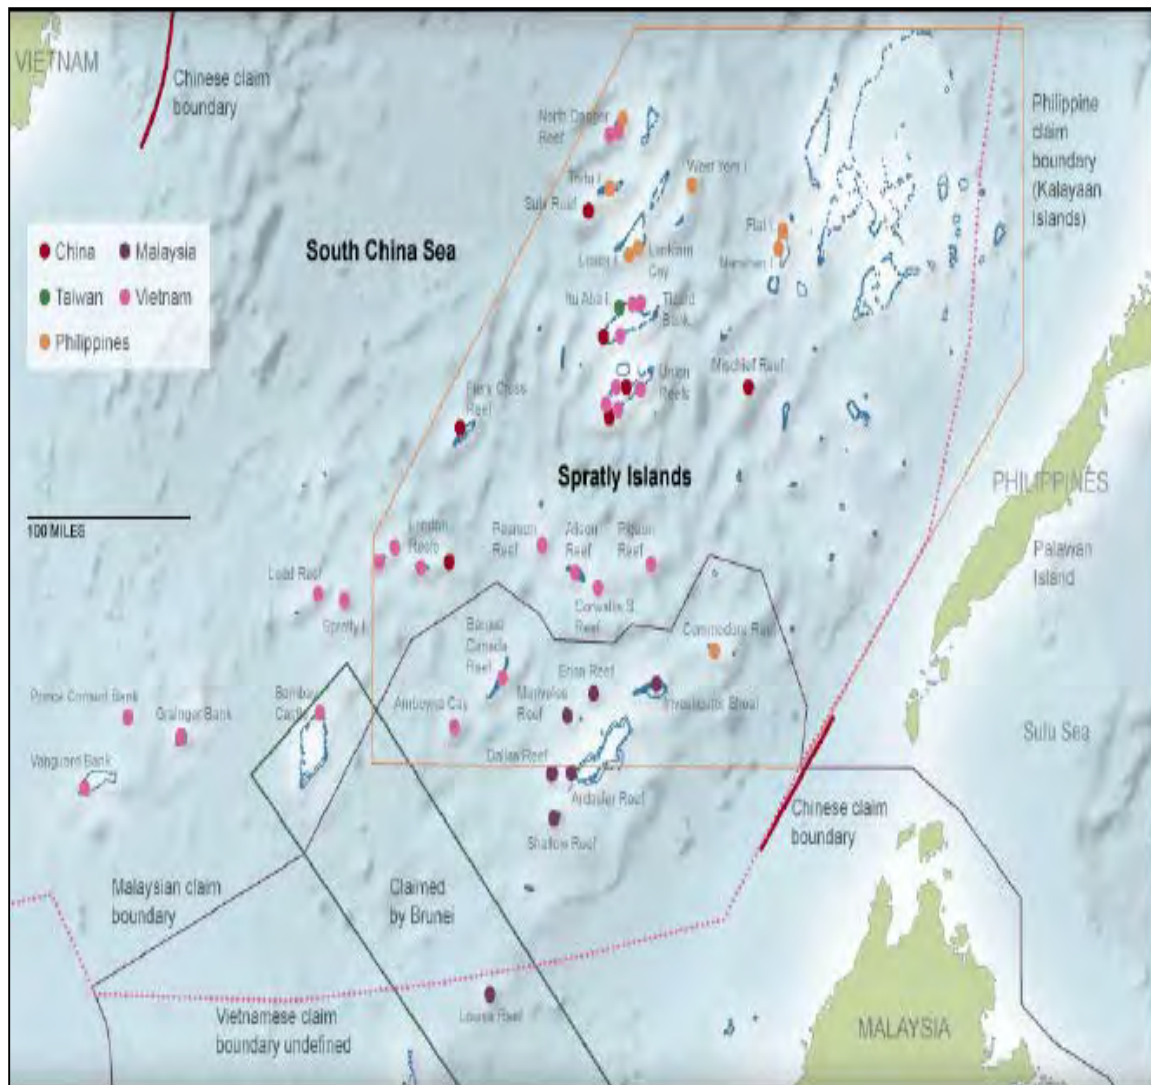 VIETNAM
Chinese claim
boundary
North Danger
Reef
Philippine
claim
boundary
(Kalayaan
Islands)
West York I
Thitu I
Subi Reef
Flat I
South China Sea
China
Malaysia
Taiwan
Vietnam
Philippines
Loaita I
Lankiam
Cay
Nanshan I
Itu Aba I
Tizard
Bank
Mischief Reef
Union
Reefs
Fiery Cross
Reef
Spratly Islands
PHILIPPINES
100 MILES
London
Reefs
Pearson
Reef
Alison
Reef
Pigeon
Reef
Palawan
Island
Ladd Reef
Spratly I
Cornwallis S.
Reef
Commodore Reef
Barque
Canada
Reef
Erica Reef
Mariveles
Reef
Investigator Shoal
Prince Consort Bank
Grainger Bank
Bombay
Castle
Amboyna Cay
Sulu Sea
Vanguard Bank
Dallas Reef
Ardasier Reef
Chinese claim
boundary
Shallow Reef
Malaysian claim
boundary
Claimed
by Brunei
Louisa Reef
Vietnamese claim
boundary undefined
MALAYSIA